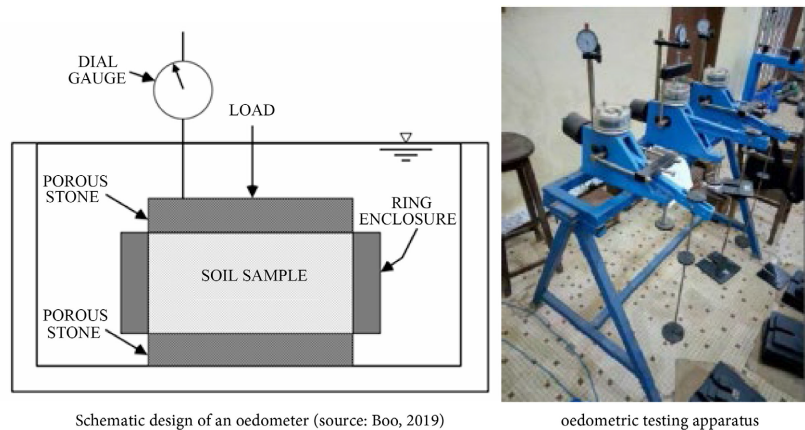 DIAL
GAUGE
LOAD
POROUS
STONE
RING
ENCLOSURE
SOIL SAMPLE
POROUS
STONE
Schematic design of an oedometer (source: Boo, 2019)
oedometric testing apparatus